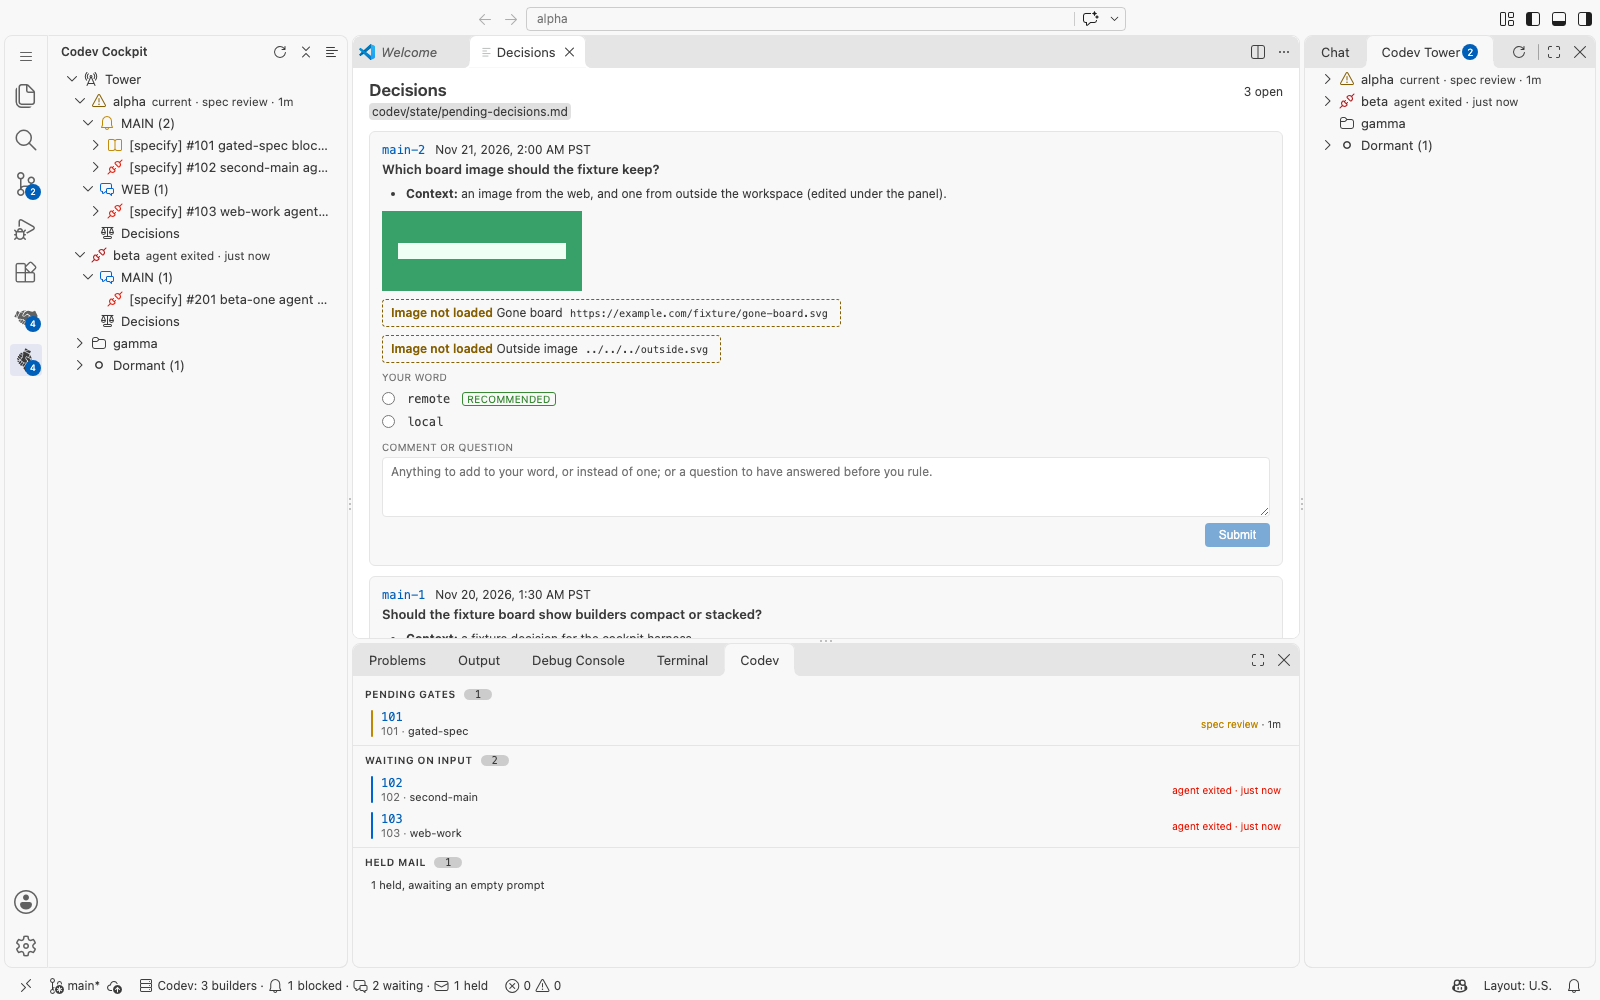 alpha
Codev Cockpit
Tower
alpha current · spec review · 1m
MAIN (2)
[specify] #101 gated-spec bloc...
[specify] #102 second-main ag...
WEB (1)
[specify] #103 web-work agent...
Decisions
beta agent exited · just now
MAIN (1)
[specify] #201 beta-one agent ...
Decisions
gamma
Dormant (1)
2
4
4
Welcome
Decisions
Decisions
3 open
codev/state/pending-decisions.md
main-2 Nov 21, 2026, 2:00 AM PST
Which board image should the fixture keep?
• Context: an image from the web, and one from outside the workspace (edited under the panel).
Image not loaded Gone board https://example.com/fixture/gone-board.svg
Image not loaded Outside image ../../../outside.svg
YOUR WORD
remote RECOMMENDED
local
COMMENT OR QUESTION
Anything to add to your word, or instead of one; or a question to have answered before you rule.
Submit
main-1 Nov 20, 2026, 1:30 AM PST
Should the fixture board show builders compact or stacked?
• Context: a fixture decision for the cockpit harness.
Problems Output Debug Console Terminal Codev
PENDING GATES 1
101
101 · gated-spec
spec review · 1m
WAITING ON INPUT 2
102
102 · second-main
agent exited · just now
103
103 · web-work
agent exited · just now
HELD MAIL 1
1 held, awaiting an empty prompt
Chat Codev Tower 2
alpha current · spec review · 1m
beta agent exited · just now
gamma
Dormant (1)
main* Codev: 3 builders · 1 blocked · 2 waiting · 1 held 0 0
Layout: U.S.